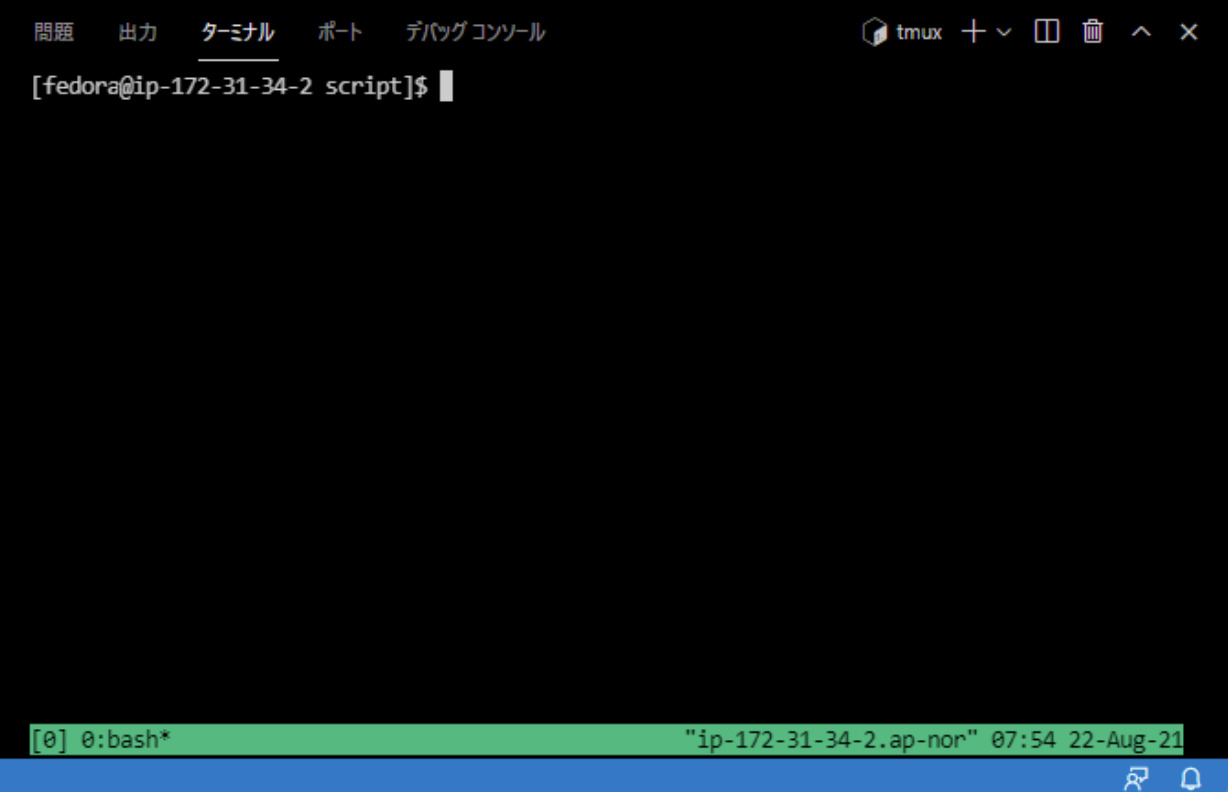 問題 出力 ターミナル ポート デバッグ コンソール tmux
[fedora@ip-172-31-34-2 script]$
[0] 0:bash* "ip-172-31-34-2.ap-nor" 07:54 22-Aug-21